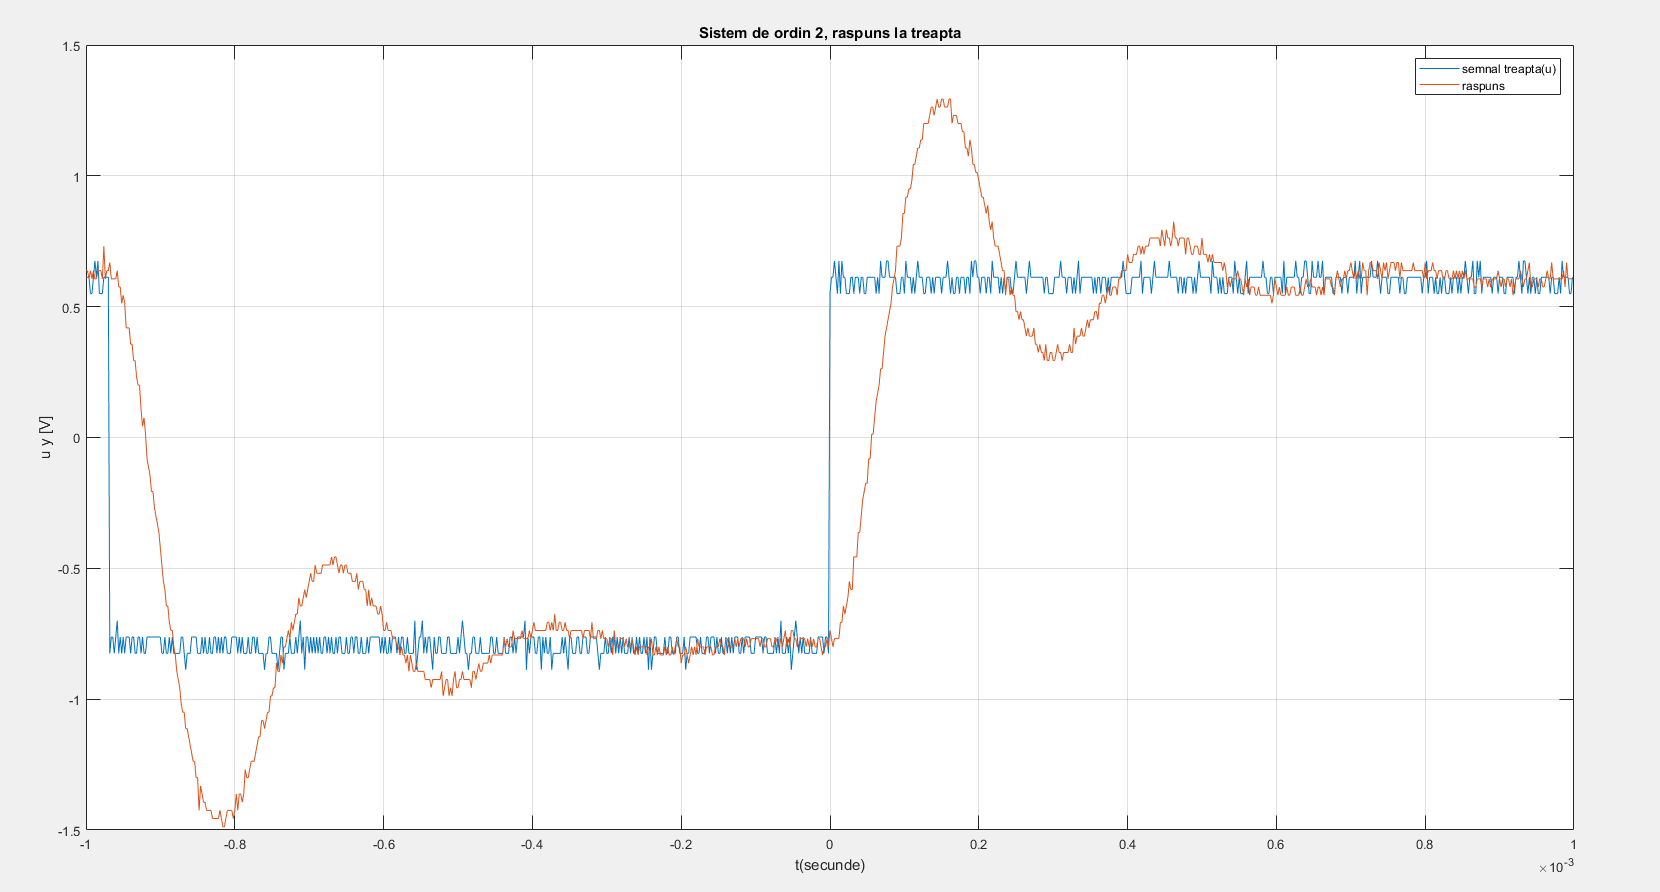 Sistem de ordin 2, raspuns la treapta
semnal treapta(u)
raspuns
u y [V]
1.5
1
0.5
0
-0.5
-1
-1.5
-1 -0.8 -0.6 -0.4 -0.2 0 0.2 0.4 0.6 0.8 1
t(secunde)
×10-3